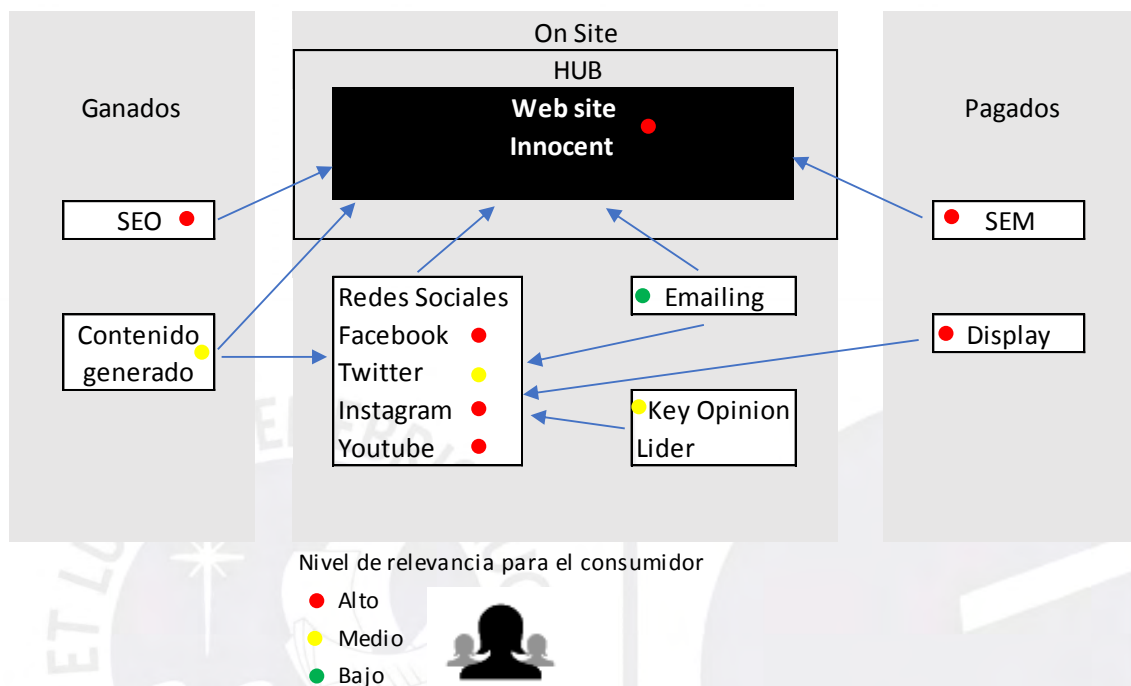 On Site
HUB
Web site
Innocent
Ganados
SEO
Contenido
generado
Redes Sociales
Facebook
Twitter
Instagram
Youtube
Emailing
Key Opinion
Lider
Pagados
SEM
Display
Nivel de relevancia para el consumidor
Alto
Medio
Bajo